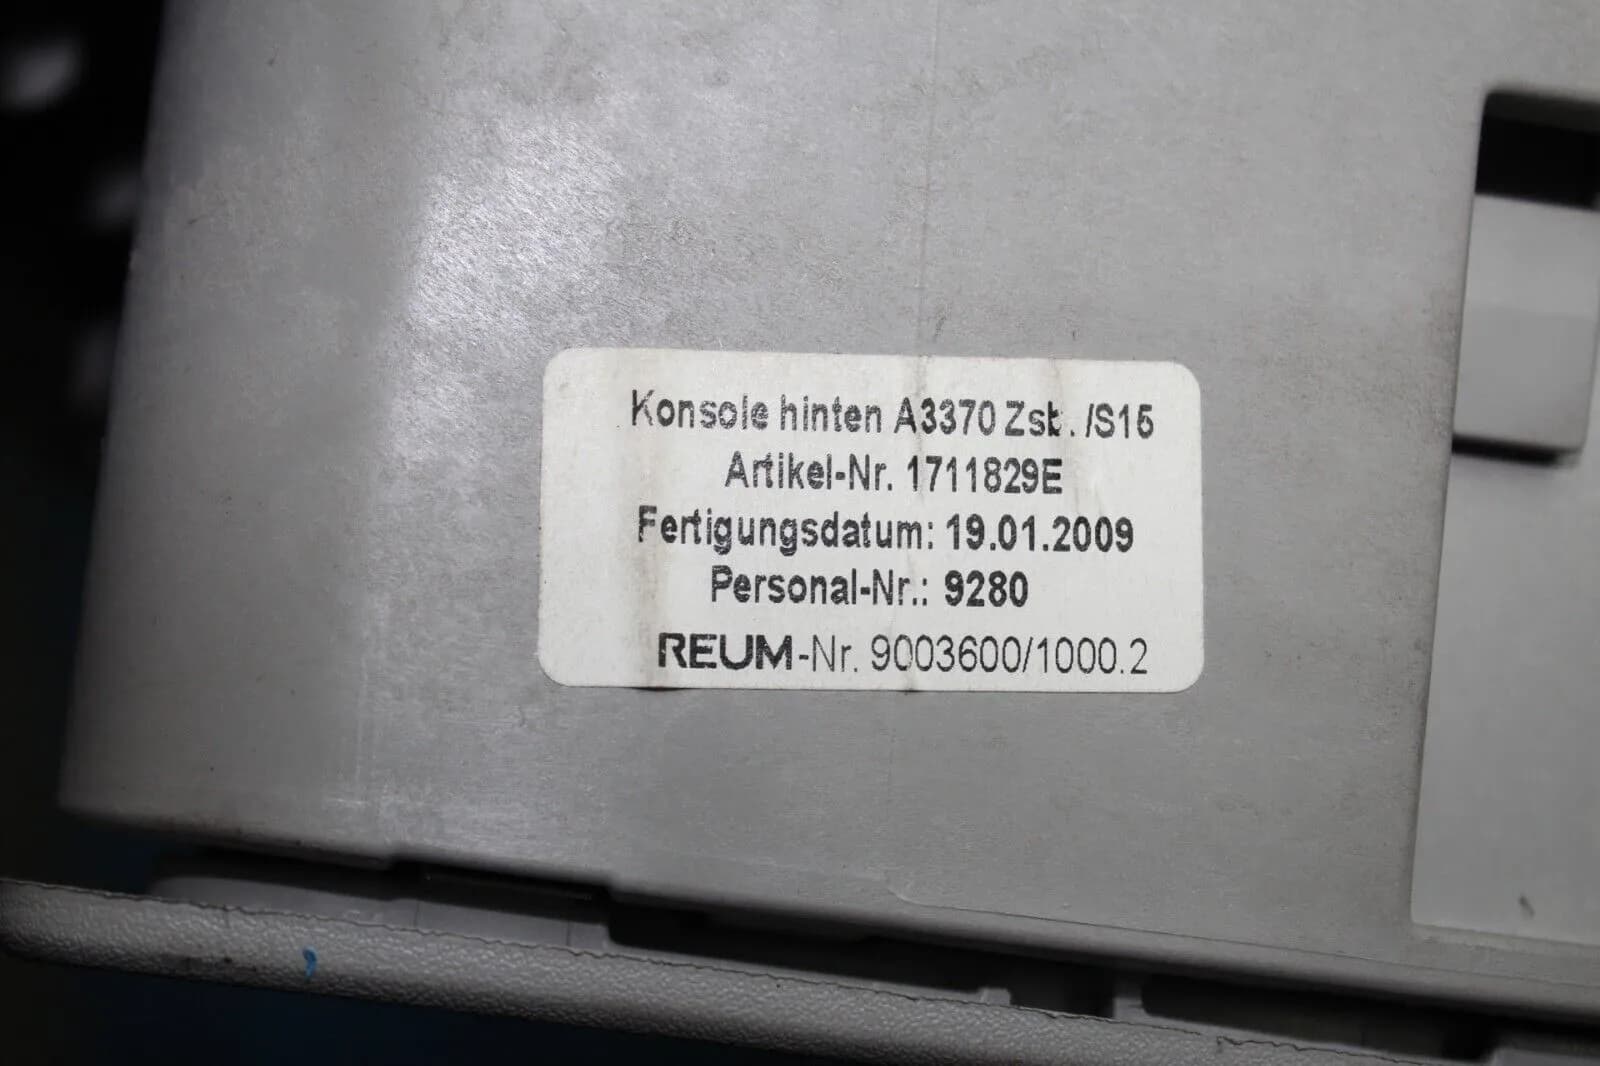 Konsole hinten A3370 Zsb. /S15
Artikel-Nr. 1711829E
Fertigungsdatum: 19.01.2009
Personal-Nr.: 9280
REUM-Nr. 9003600/1000.2